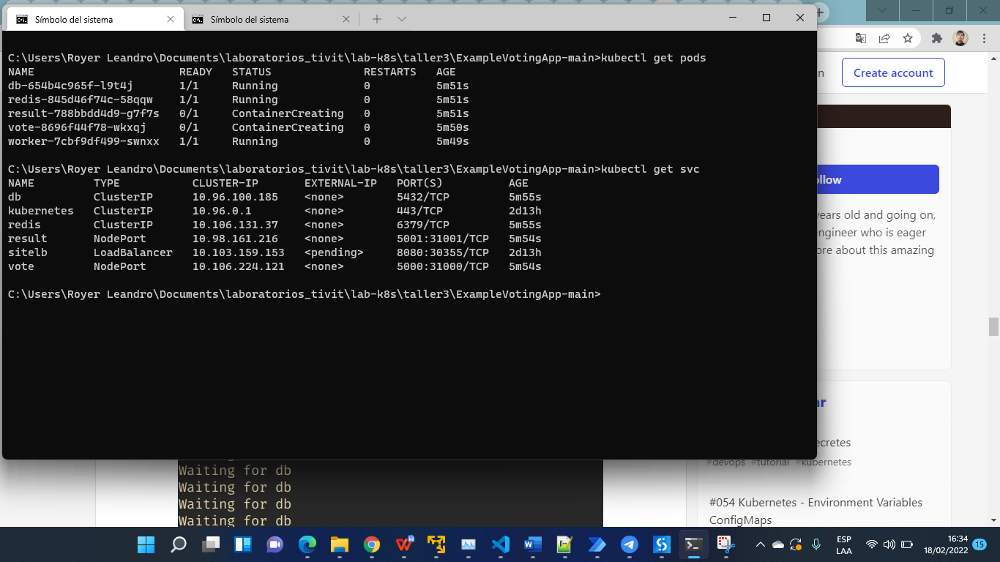 Símbolo del sistema
Símbolo del sistema
C:\Users\Royer Leandro\Documents\laboratorios_tivit\lab-k8s\taller3\ExampleVotingApp-main>kubectl get pods
NAME READY STATUS RESTARTS AGE
db-654b4c965f-l9t4j 1/1 Running 0 5m51s
redis-845d46f74c-58qqw 1/1 Running 0 5m51s
result-788bbdd4d9-g7f7s 0/1 ContainerCreating 0 5m51s
vote-8696f44f78-wkxqj 0/1 ContainerCreating 0 5m50s
worker-7cbf9df499-swnxx 1/1 Running 0 5m49s
C:\Users\Royer Leandro\Documents\laboratorios_tivit\lab-k8s\taller3\ExampleVotingApp-main>kubectl get svc
NAME TYPE CLUSTER-IP EXTERNAL-IP PORT(S) AGE
db ClusterIP 10.96.100.185 <none> 5432/TCP 5m55s
kubernetes ClusterIP 10.96.0.1 <none> 443/TCP 2d13h
redis ClusterIP 10.106.131.37 <none> 6379/TCP 5m55s
result NodePort 10.98.161.216 <none> 5001:31001/TCP 5m54s
sitelb LoadBalancer 10.103.159.153 <pending> 8080:30355/TCP 2d13h
vote NodePort 10.106.224.121 <none> 5000:31000/TCP 5m54s
C:\Users\Royer Leandro\Documents\laboratorios_tivit\lab-k8s\taller3\ExampleVotingApp-main>
Create account
ollow
years old and going on,
engineer who is eager
ore about this amazing
ar
ecretes
#devops #tutorial #kubernetes
#054 Kubernetes - Environment Variables
ConfigMaps
Waiting for db
Waiting for db
Waiting for db
Waiting for db
ESP
LAA
16:34
18/02/2022
15